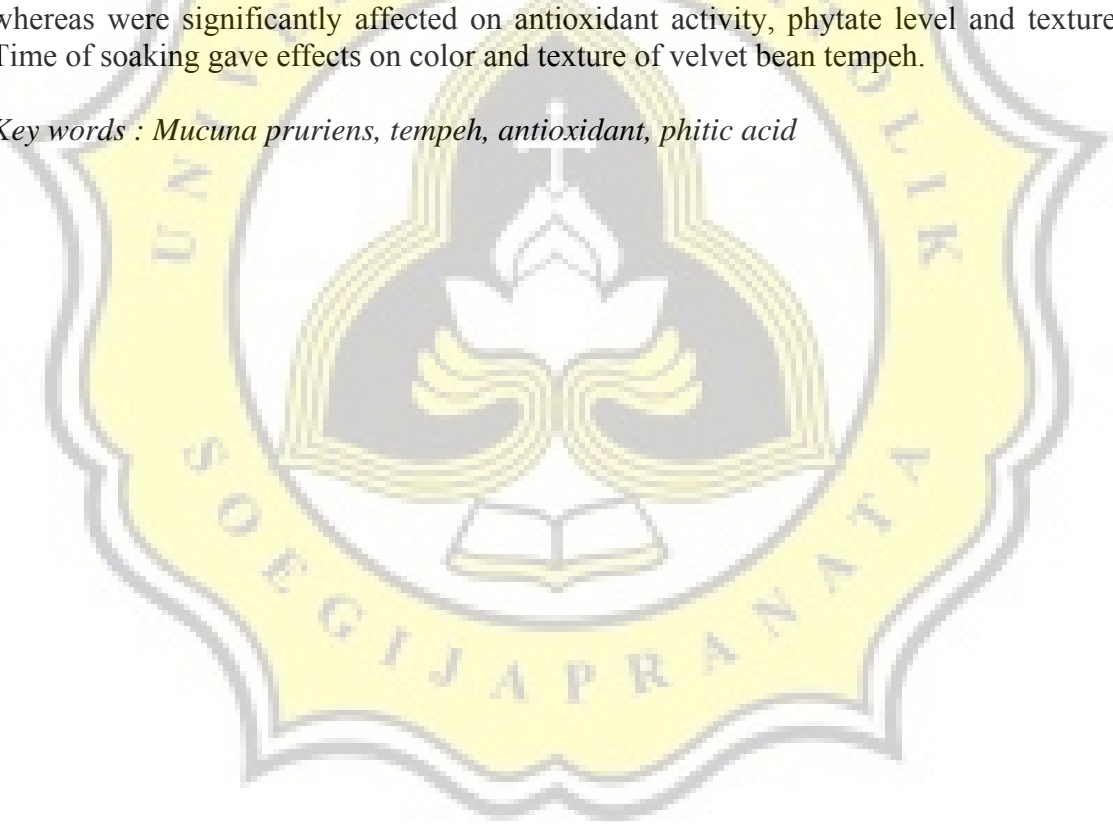 whereas were significantly affected on antioxidant activity, phytate level and texture
Time of soaking gave effects on color and texture of velvet bean tempeh.
Key words : Mucuna pruriens, tempeh, antioxidant, phitic acid
SOEGIJAPRANATA